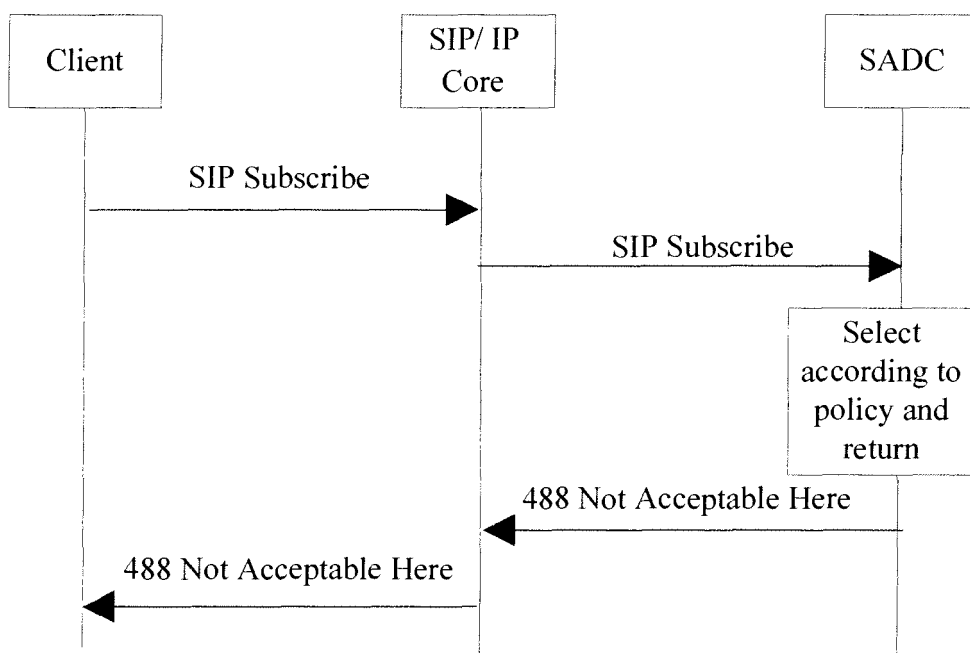 Client
SIP/ IP
Core
SADC
SIP Subscribe
SIP Subscribe
Select
according to
policy and
return
488 Not Acceptable Here
488 Not Acceptable Here